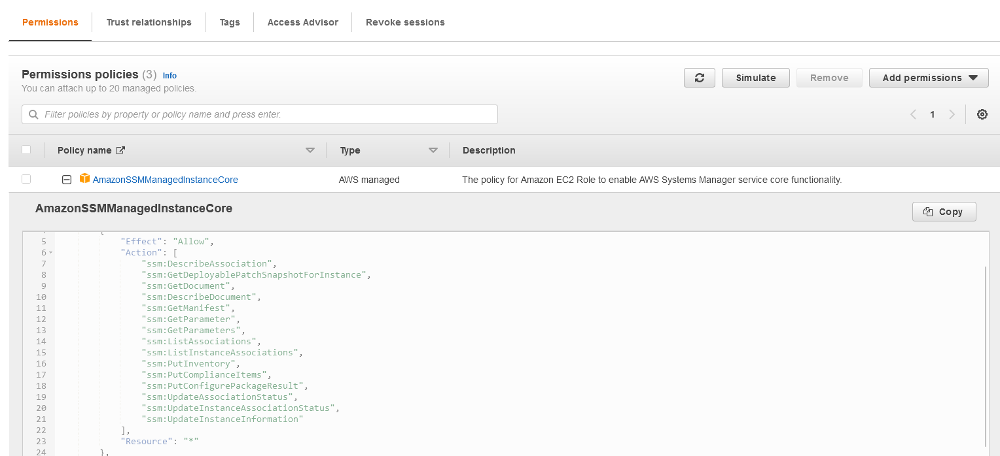 Permissions
Trust relationships
Tags
Access Advisor
Revoke sessions
Permissions policies (3) Info
You can attach up to 20 managed policies.
Simulate
Remove
Add permissions
Filter policies by property or policy name and press enter.
1
Policy name
Type
Description
AmazonSSMManagedInstanceCore
AWS managed
The policy for Amazon EC2 Role to enable AWS Systems Manager service core functionality.
AmazonSSMManagedInstanceCore
Copy
5 "Effect": "Allow",
6 "Action": [
7 "ssm:DescribeAssociation",
8 "ssm:GetDeployablePatchSnapshotForInstance",
9 "ssm:GetDocument",
10 "ssm:DescribeDocument",
11 "ssm:GetManifest",
12 "ssm:GetParameter",
13 "ssm:GetParameters",
14 "ssm:ListAssociations",
15 "ssm:ListInstanceAssociations",
16 "ssm:PutInventory",
17 "ssm:PutComplianceItems",
18 "ssm:PutConfigurePackageResult",
19 "ssm:UpdateAssociationStatus",
20 "ssm:UpdateInstanceAssociationStatus",
21 "ssm:UpdateInstanceInformation"
22 ],
23 "Resource": "*"
24 },